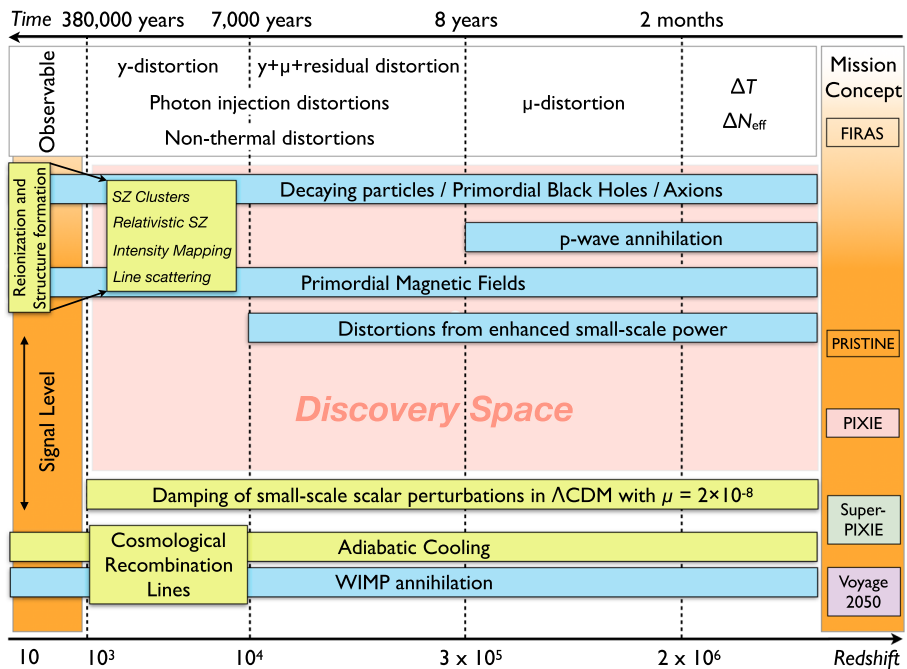 Time 380,000 years 7,000 years 8 years 2 months
Observable
y-distortion
y+μ+residual distortion
Photon injection distortions
Non-thermal distortions
μ-distortion
ΔT
ΔNeff
Mission
Concept
FIRAS
Reionization and
Structure formation
SZ Clusters
Relativistic SZ
Intensity Mapping
Line scattering
Decaying particles / Primordial Black Holes / Axions
p-wave annihilation
Primordial Magnetic Fields
Distortions from enhanced small-scale power
PRISTINE
Signal Level
Discovery Space
PIXIE
Damping of small-scale scalar perturbations in ΛCDM with μ = 2×10⁻⁸
Super-
PIXIE
Cosmological
Recombination
Lines
Adiabatic Cooling
WIMP annihilation
Voyage
2050
10 10³ 10⁴ 3 x 10⁵ 2 x 10⁶ Redshift